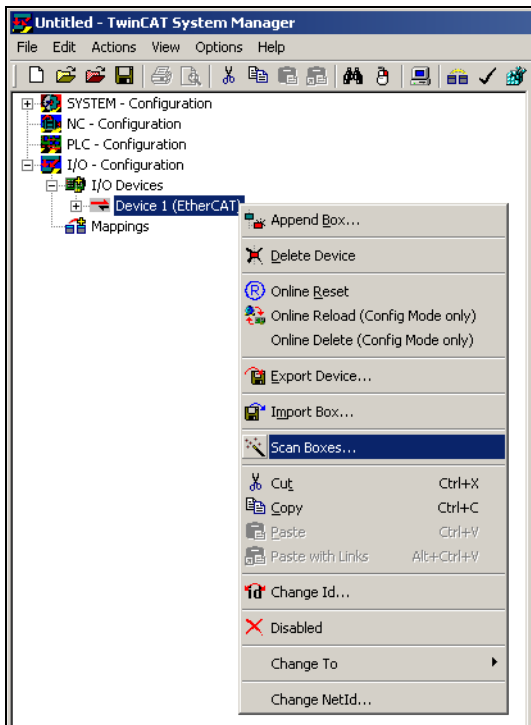 Untitled - TwinCAT System Manager
File Edit Actions View Options Help
SYSTEM - Configuration
NC - Configuration
PLC - Configuration
I/O - Configuration
I/O Devices
Device 1 (EtherCAT)
Mappings
Append Box...
Delete Device
Online Reset
Online Reload (Config Mode only)
Online Delete (Config Mode only)
Export Device...
Import Box...
Scan Boxes...
Cut Ctrl+X
Copy Ctrl+C
Paste Ctrl+V
Paste with Links Alt+Ctrl+V
Change Id...
Disabled
Change To
Change NetId...